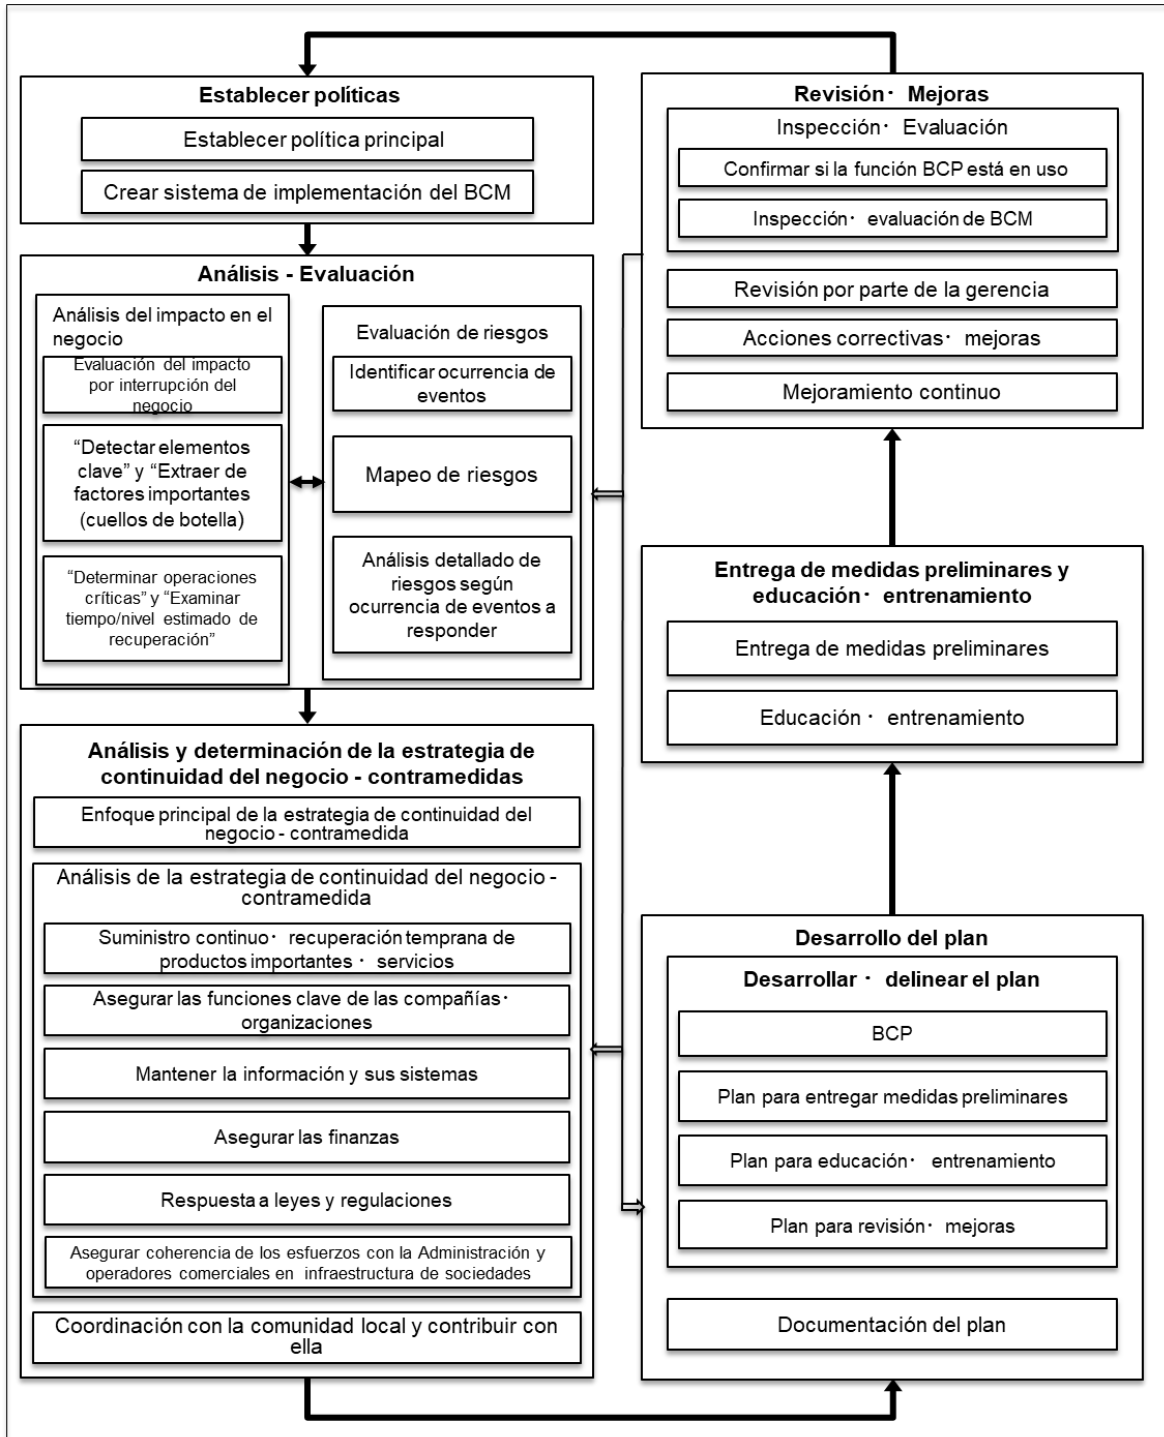 Establecer políticas
Establecer política principal
Crear sistema de implementación del BCM
Análisis - Evaluación
Análisis del impacto en el
negocio
Evaluación del impacto
por interrupción del
negocio
“Detectar elementos
clave” y “Extraer de
factores importantes
(cuellos de botella)
“Determinar operaciones
críticas” y “Examinar
tiempo/nivel estimado de
recuperación”
Evaluación de riesgos
Identificar ocurrencia de
eventos
Mapeo de riesgos
Análisis detallado de
riesgos según
ocurrencia de eventos a
responder
Análisis y determinación de la estrategia de
continuidad del negocio - contramedidas
Enfoque principal de la estrategia de continuidad del
negocio - contramedida
Análisis de la estrategia de continuidad del negocio -
contramedida
Suministro continuo· recuperación temprana de
productos importantes · servicios
Asegurar las funciones clave de las compañías·
organizaciones
Mantener la información y sus sistemas
Asegurar las finanzas
Respuesta a leyes y regulaciones
Asegurar coherencia de los esfuerzos con la Administración y
operadores comerciales en infraestructura de sociedades
Coordinación con la comunidad local y contribuir con
ella
Revisión· Mejoras
Inspección· Evaluación
Confirmar si la función BCP está en uso
Inspección· evaluación de BCM
Revisión por parte de la gerencia
Acciones correctivas· mejoras
Mejoramiento continuo
Entrega de medidas preliminares y
educación· entrenamiento
Entrega de medidas preliminares
Educación · entrenamiento
Desarrollo del plan
Desarrollar · delinear el plan
BCP
Plan para entregar medidas preliminares
Plan para educación· entrenamiento
Plan para revisión· mejoras
Documentación del plan